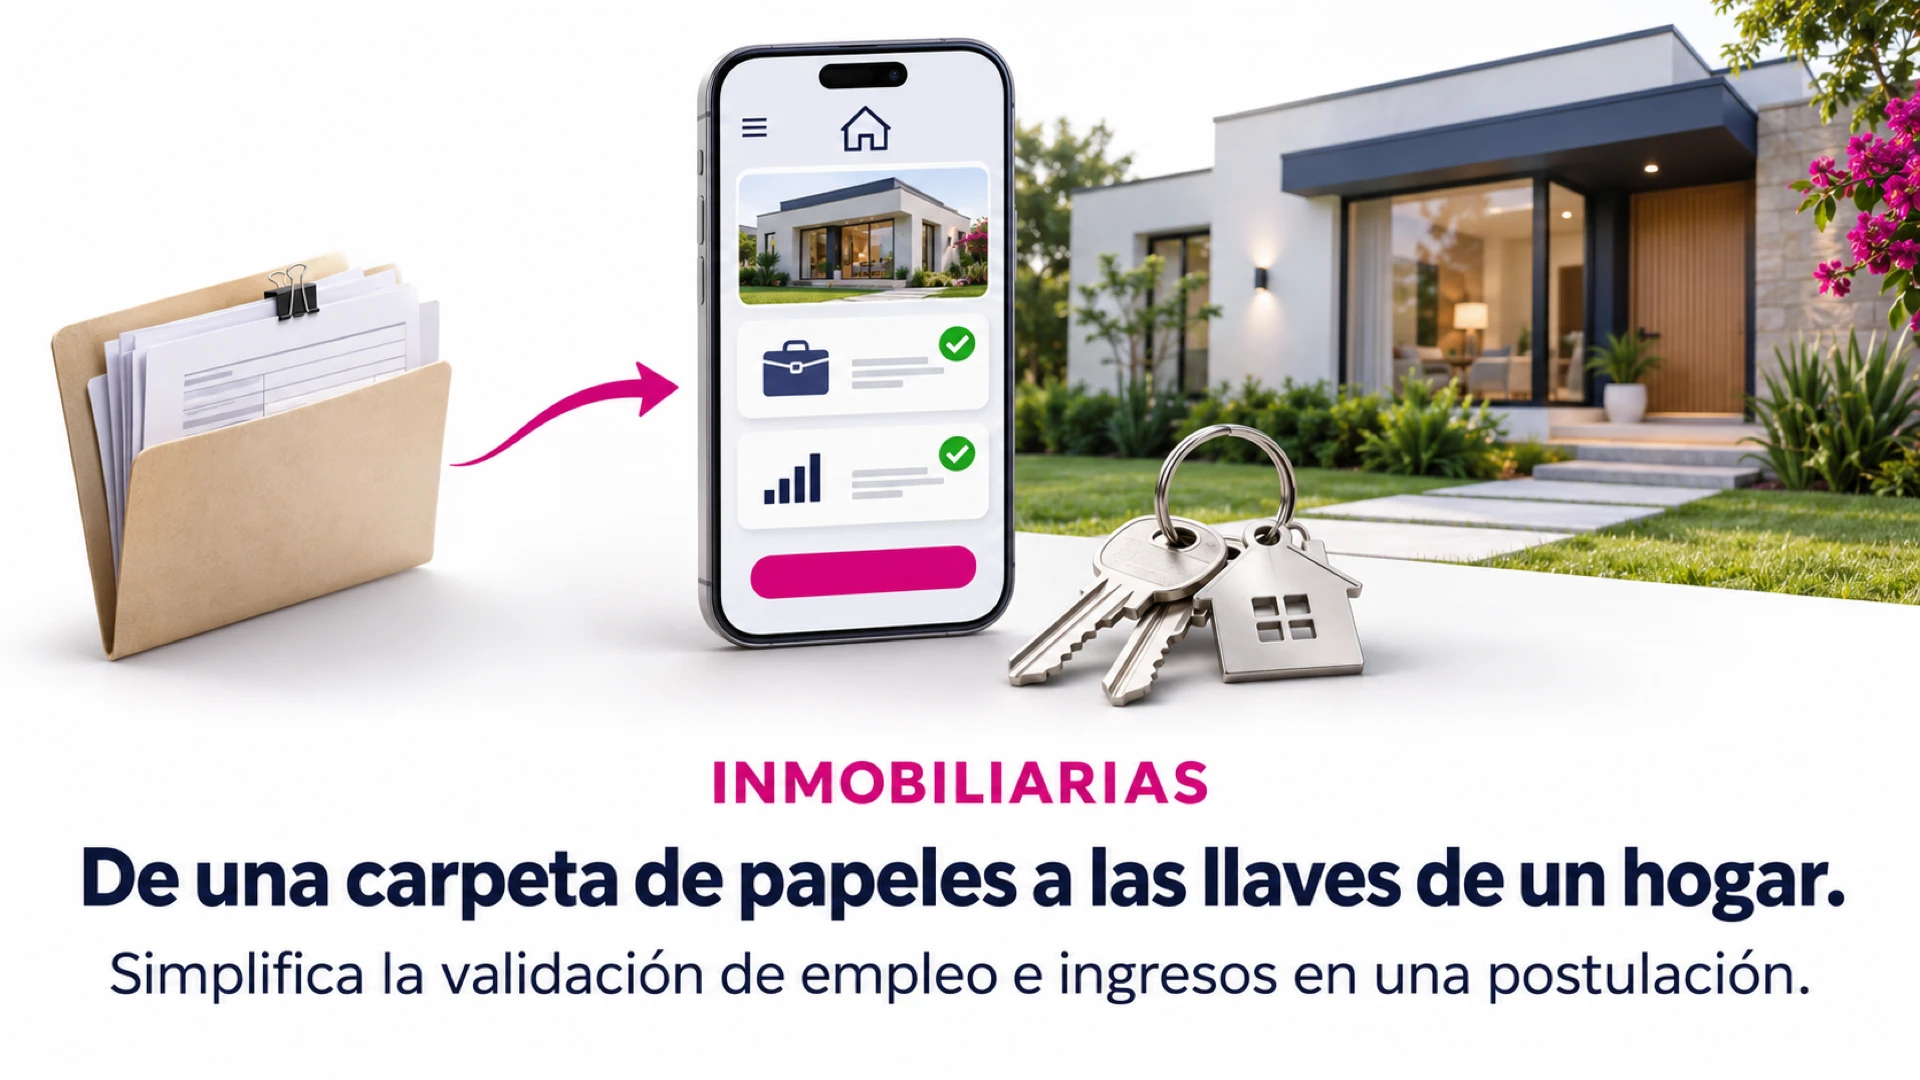 INMOBILIARIAS
De una carpeta de papeles a las llaves de un hogar.
Simplifica la validación de empleo e ingresos en una postulación.